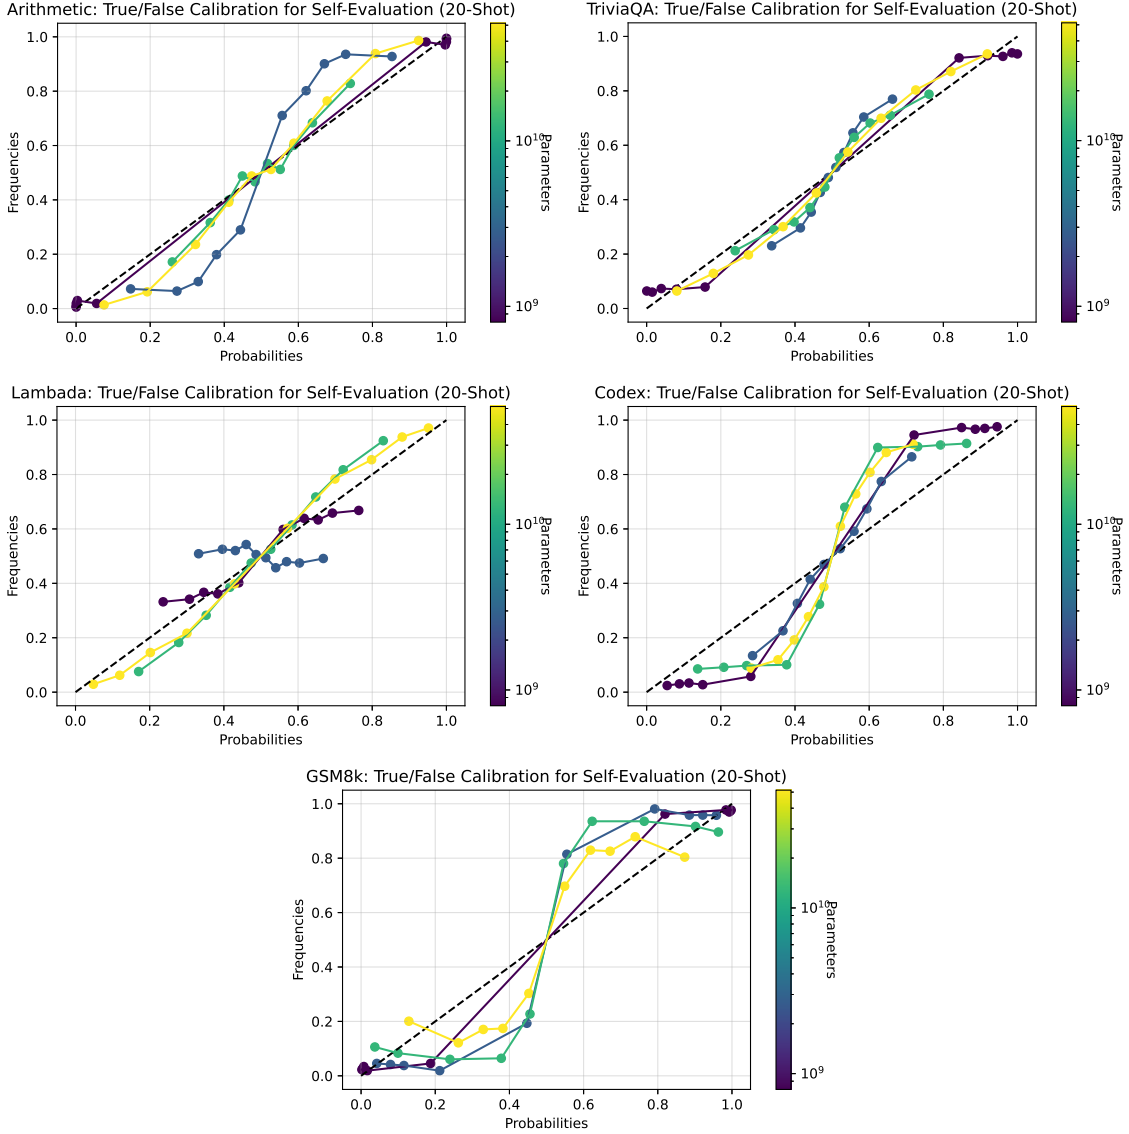 Arithmetic: True/False Calibration for Self-Evaluation (20-Shot)
1.0
0.8
0.6
0.4
0.2
0.0
Frequencies
0.0 0.2 0.4 0.6 0.8 1.0
Probabilities
10^10
10^9
Parameters
TriviaQA: True/False Calibration for Self-Evaluation (20-Shot)
1.0
0.8
0.6
0.4
0.2
0.0
Frequencies
0.0 0.2 0.4 0.6 0.8 1.0
Probabilities
10^10
10^9
Parameters
Lambada: True/False Calibration for Self-Evaluation (20-Shot)
1.0
0.8
0.6
0.4
0.2
0.0
Frequencies
0.0 0.2 0.4 0.6 0.8 1.0
Probabilities
10^10
10^9
Parameters
Codex: True/False Calibration for Self-Evaluation (20-Shot)
1.0
0.8
0.6
0.4
0.2
0.0
Frequencies
0.0 0.2 0.4 0.6 0.8 1.0
Probabilities
10^10
10^9
Parameters
GSM8k: True/False Calibration for Self-Evaluation (20-Shot)
1.0
0.8
0.6
0.4
0.2
0.0
Frequencies
0.0 0.2 0.4 0.6 0.8 1.0
Probabilities
10^10
10^9
Parameters